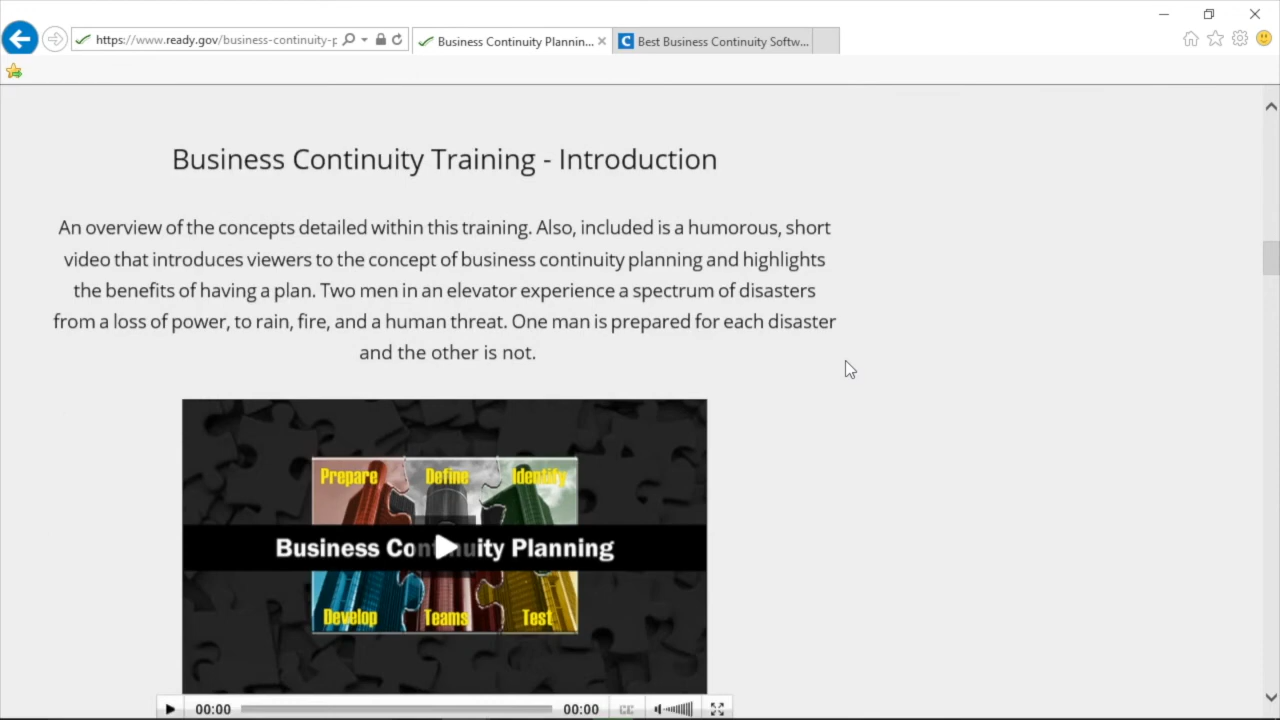 https://www.ready.gov/business-continuity-p
Business Continuity Plannin...
Best Business Continuity Softw...
Business Continuity Training - Introduction
An overview of the concepts detailed within this training. Also, included is a humorous, short
video that introduces viewers to the concept of business continuity planning and highlights
the benefits of having a plan. Two men in an elevator experience a spectrum of disasters
from a loss of power, to rain, fire, and a human threat. One man is prepared for each disaster
and the other is not.
Prepare Define Identify
Business Continuity Planning
Develop Teams Test
00:00 00:00 CC